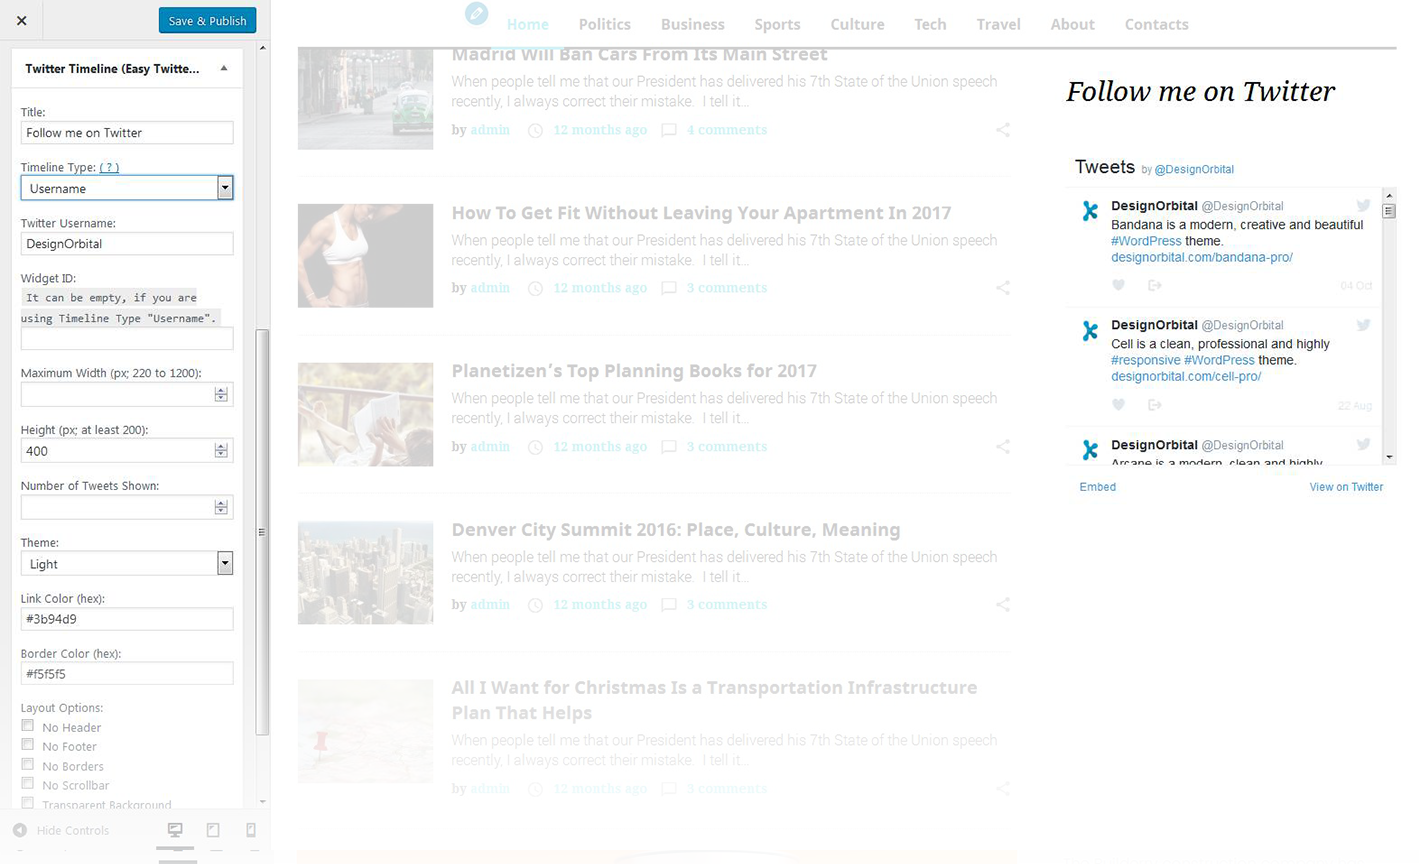 Save & Publish
Twitter Timeline (Easy Twitte...
Title:
Follow me on Twitter
Timeline Type: ( ? )
Username
Twitter Username:
DesignOrbital
Widget ID:
It can be empty, if you are
using Timeline Type "Username".
Maximum Width (px; 220 to 1200):
Height (px; at least 200):
400
Number of Tweets Shown:
Theme:
Light
Link Color (hex):
#3b94d9
Border Color (hex):
#f5f5f5
Layout Options:
No Header
No Footer
No Borders
No Scrollbar
Transparent Background
Hide Controls
Home Politics Business Sports Culture Tech Travel About Contacts
Madrid Will Ban Cars From Its Main Street
When people tell me that our President has delivered his 7th State of the Union speech
recently, I always correct their mistake. I tell it...
by admin 12 months ago 4 comments
How To Get Fit Without Leaving Your Apartment In 2017
When people tell me that our President has delivered his 7th State of the Union speech
recently, I always correct their mistake. I tell it...
by admin 12 months ago 3 comments
Planetizen's Top Planning Books for 2017
When people tell me that our President has delivered his 7th State of the Union speech
recently, I always correct their mistake. I tell it...
by admin 12 months ago 3 comments
Denver City Summit 2016: Place, Culture, Meaning
When people tell me that our President has delivered his 7th State of the Union speech
recently, I always correct their mistake. I tell it...
by admin 12 months ago 3 comments
All I Want for Christmas Is a Transportation Infrastructure
Plan That Helps
When people tell me that our President has delivered his 7th State of the Union speech
recently, I always correct their mistake. I tell it...
by admin 12 months ago 3 comments
Follow me on Twitter
Tweets by @DesignOrbital
DesignOrbital @DesignOrbital
Bandana is a modern, creative and beautiful
#WordPress theme.
designorbital.com/bandana-pro/
04 Oct
DesignOrbital @DesignOrbital
Cell is a clean, professional and highly
#responsive #WordPress theme.
designorbital.com/cell-pro/
22 Aug
DesignOrbital @DesignOrbital
Arcane is a modern, clean and highly
Embed View on Twitter